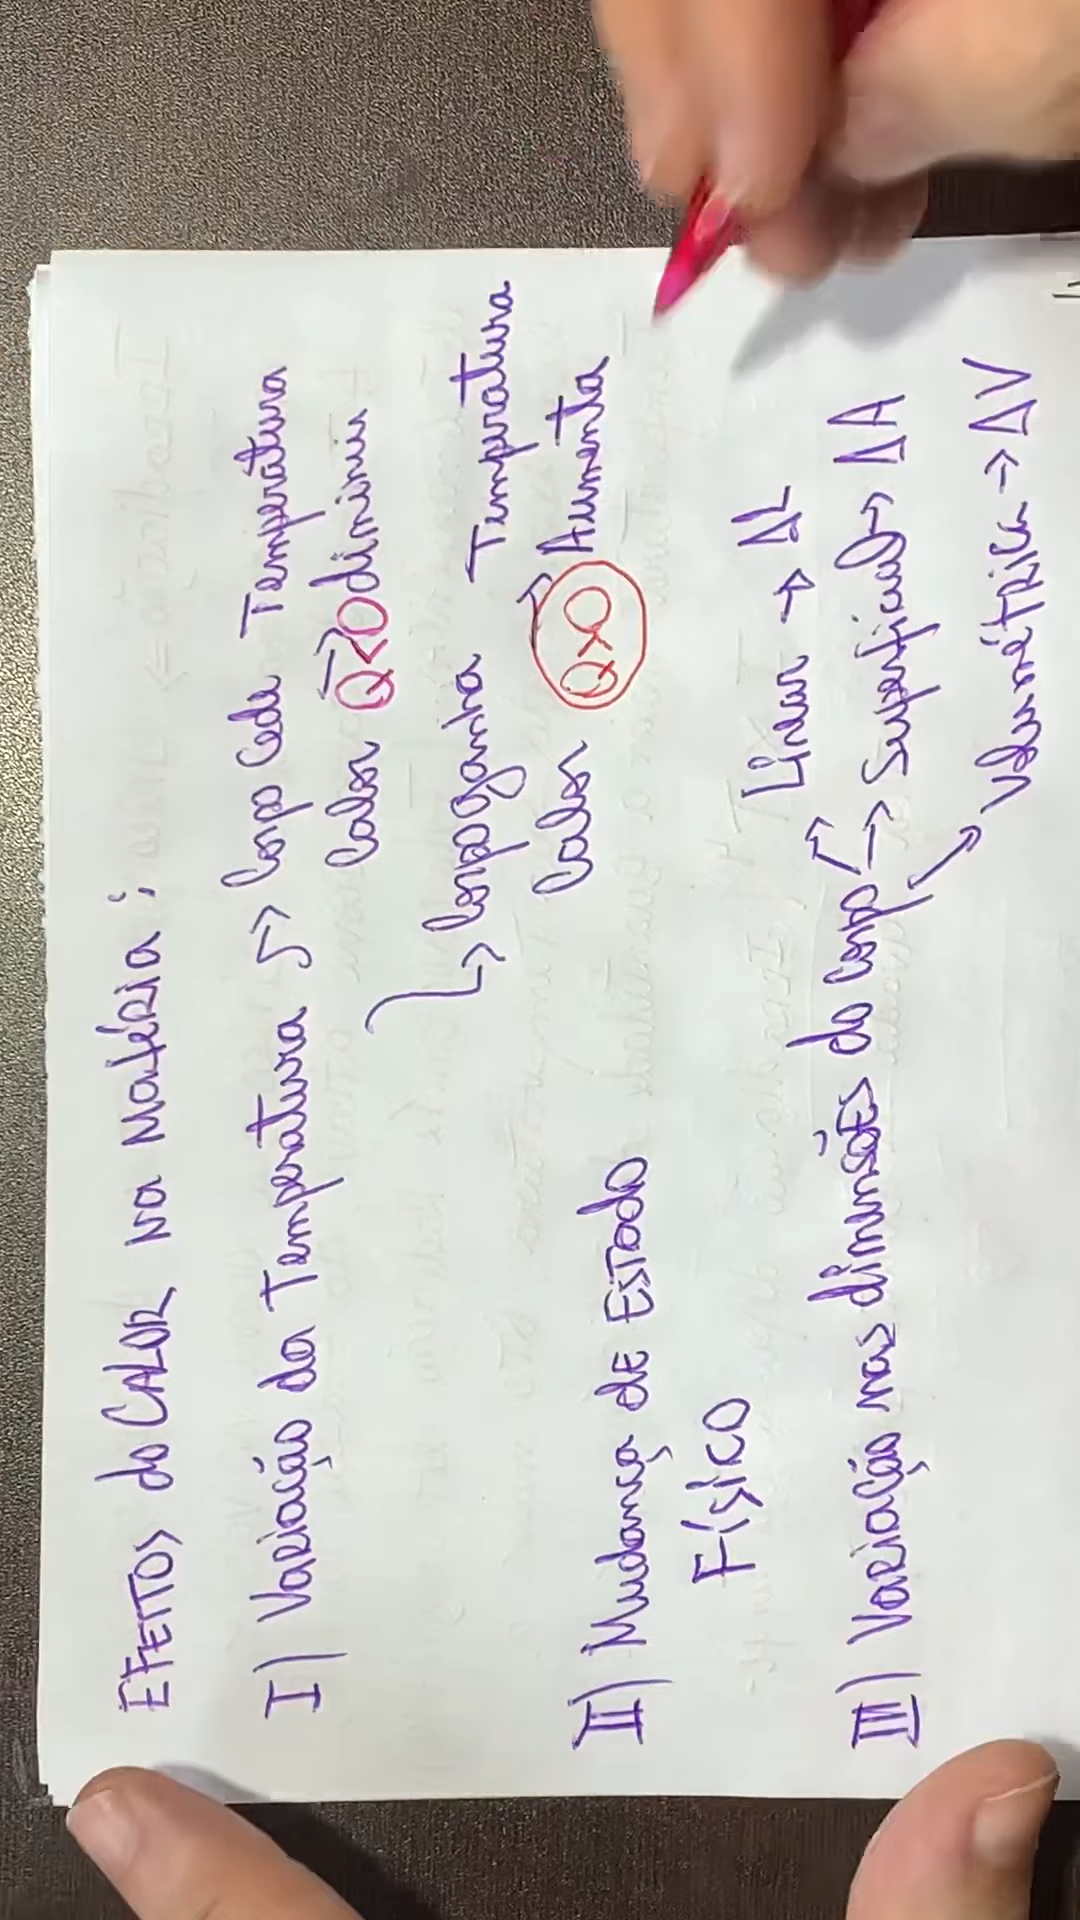 EFEITOS do CALOR na Matéria:
I) Variação da Temperatura → Corpo Cede Temperatura
Calor Q<0 → diminui
↳ Corpo ganha Temperatura
Calor Q>0 → Aumenta
II) Mudança de Estado
Físico
Linear → ΔL
III) Variação nas dimensões do corpo → Superficial → ΔA
Volumétrica → ΔV